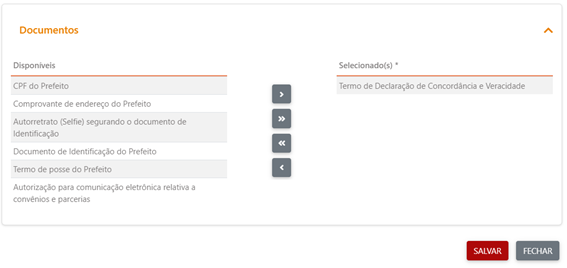 Documentos
Disponíveis
CPF do Prefeito
Comprovante de endereço do Prefeito
Autorretrato (Selfie) segurando o documento de
Identificação
Documento de Identificação do Prefeito
Termo de posse do Prefeito
Autorização para comunicação eletrônica relativa a
convênios e parcerias
Selecionado(s) *
Termo de Declaração de Concordância e Veracidade
SALVAR
FECHAR